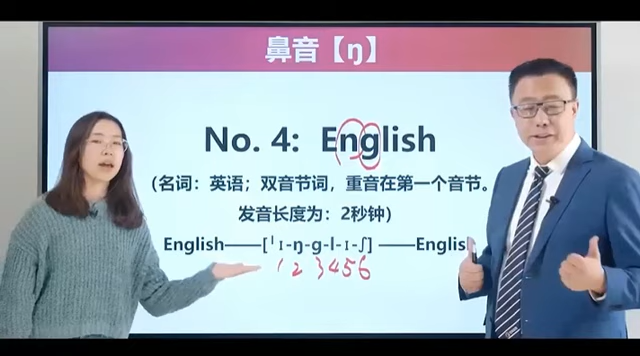 鼻音【ŋ】
No. 4: English
（名词：英语；双音节词，重音在第一个音节。
发音长度为：2秒钟）
English——[ˈɪ-ŋ-g-l-ɪ-ʃ] ——Englis
1 2 3 4 5 6